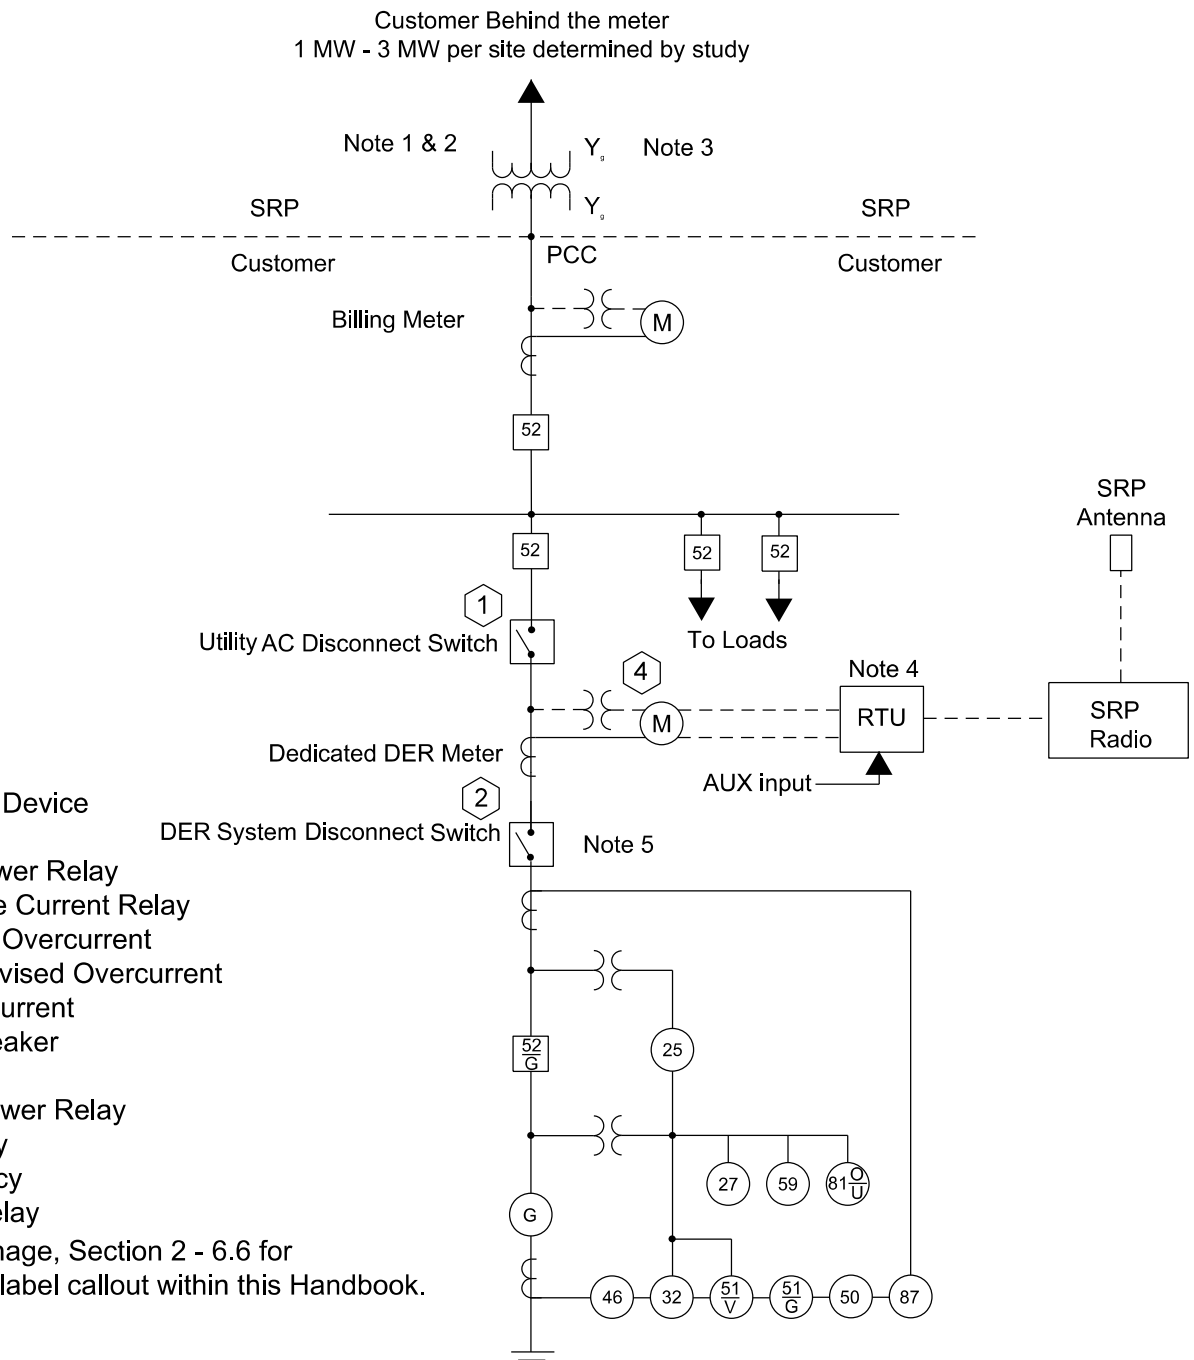 Customer Behind the meter
1 MW - 3 MW per site determined by study
Note 1 & 2
Yg
Note 3
SRP
Yg
SRP
Customer
PCC
Customer
Billing Meter
M
52
SRP
Antenna
52
52
52
1
Utility AC Disconnect Switch
To Loads
4
Note 4
M
RTU
SRP
Radio
Dedicated DER Meter
AUX input
2
DER System Disconnect Switch
Note 5
Device
wer Relay
e Current Relay
Overcurrent
vised Overcurrent
urrent
eaker
wer Relay
y
cy
elay
nage, Section 2 - 6.6 for
label callout within this Handbook.
52
G
25
27
59
81 O
U
G
46
32
51
V
51
G
50
87